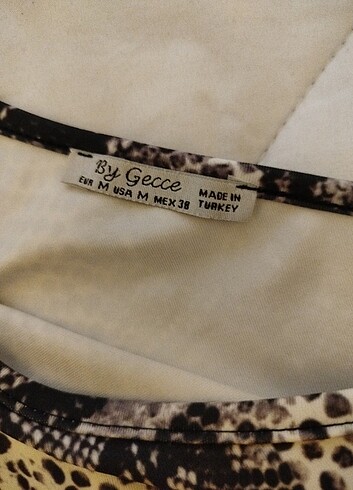 By Gecce
EUR M USA M MEX 38
MADE IN
TURKEY